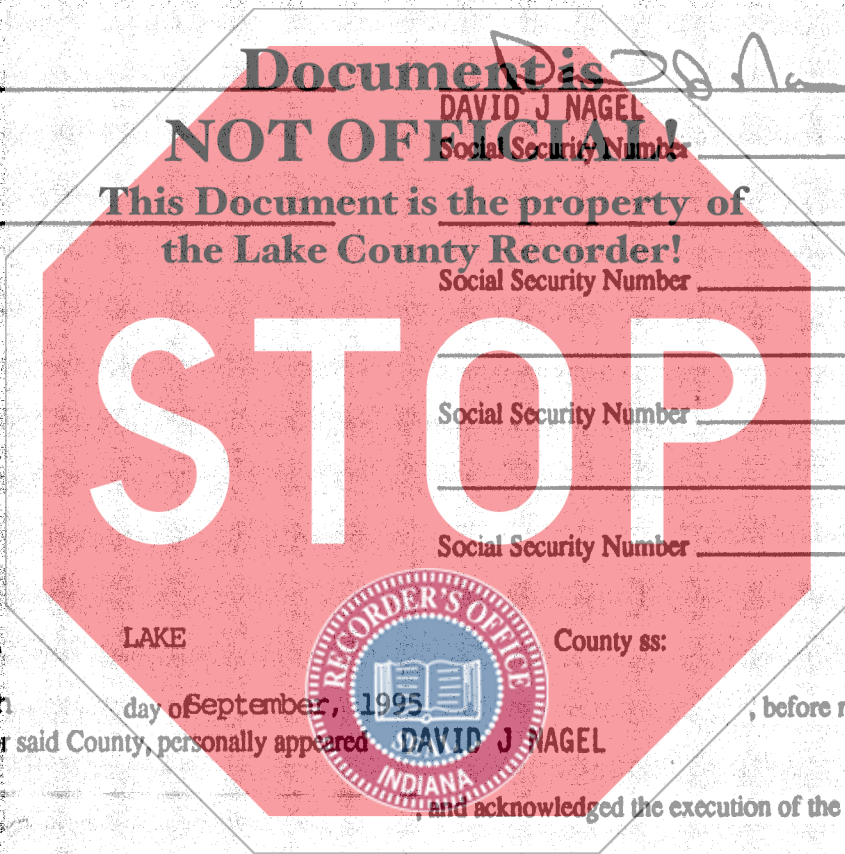 Document is
DAVID J NAGEL
NOT OFFICIAL!
Social Security Number
This Document is the property of
the Lake County Recorder!
Social Security Number
STOP
Social Security Number
Social Security Number
RECORDER'S OFFICE
INDIANA
LAKE County ss:
day of September, 1995 , before
said County, personally appeared DAVID J NAGEL
, and acknowledged the execution of the